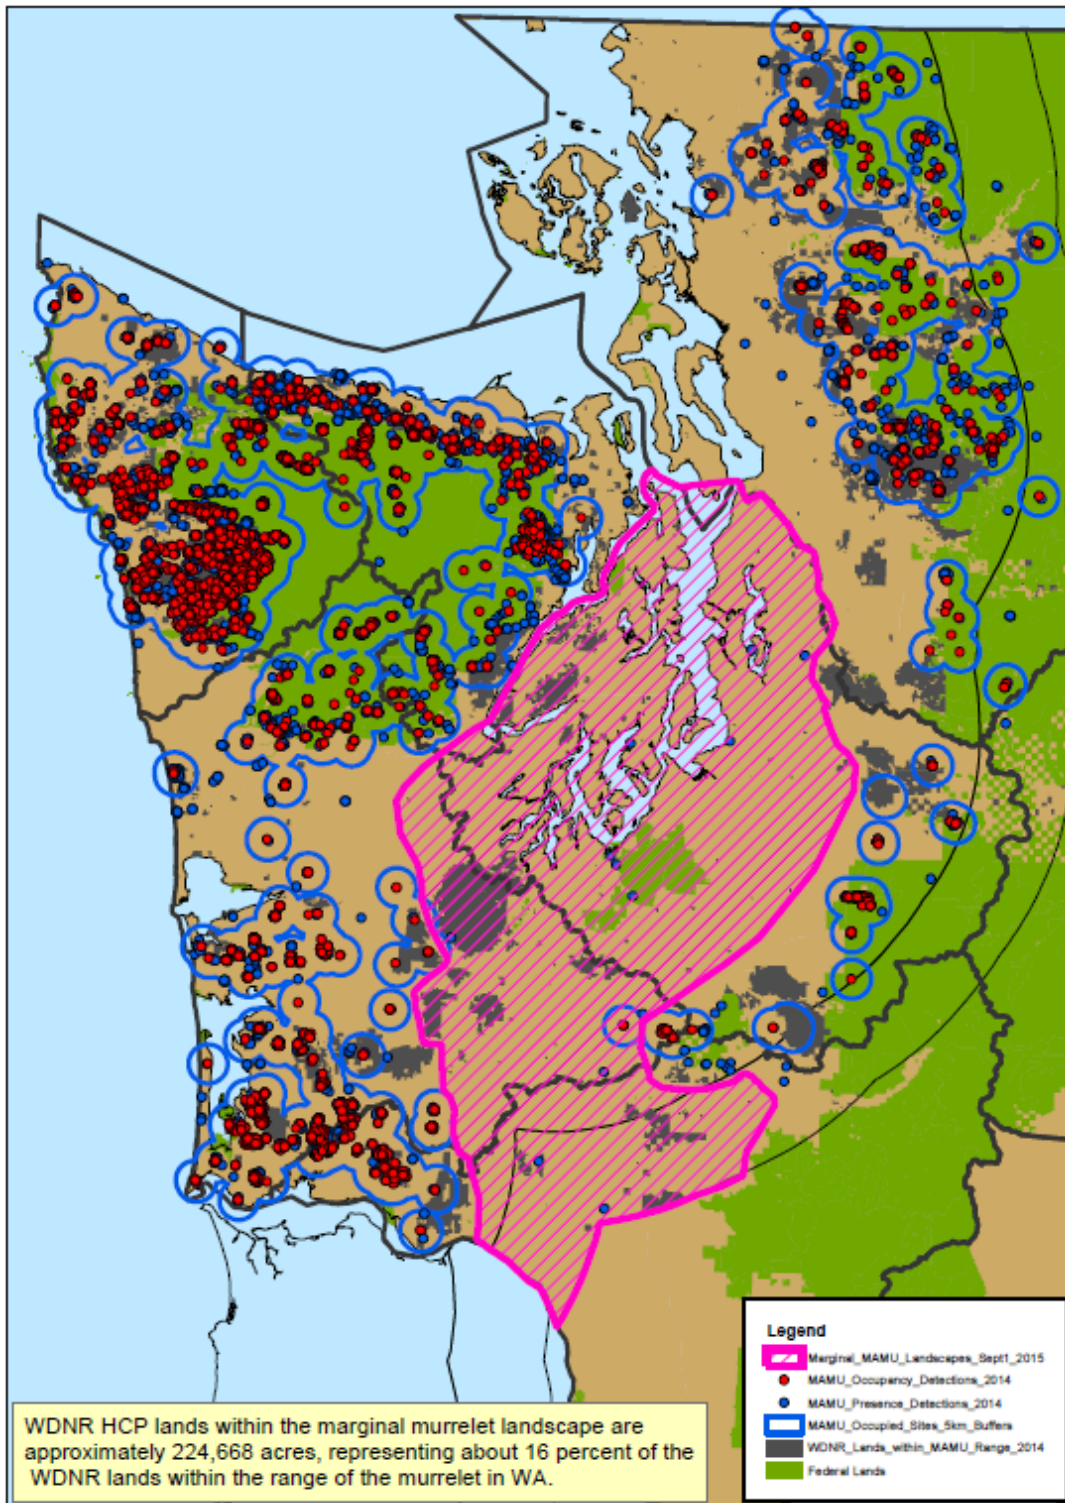 Legend
Marginal_MAMU_Landscapes_Sept1_2015
MAMU_Occupancy_Detections_2014
MAMU_Presence_Detections_2014
MAMU_Occupied_Sites_5km_Buffers
WDNR_Lands_within_MAMU_Range_2014
Federal Lands
WDNR HCP lands within the marginal murrelet landscape are
approximately 224,668 acres, representing about 16 percent of the
WDNR lands within the range of the murrelet in WA.